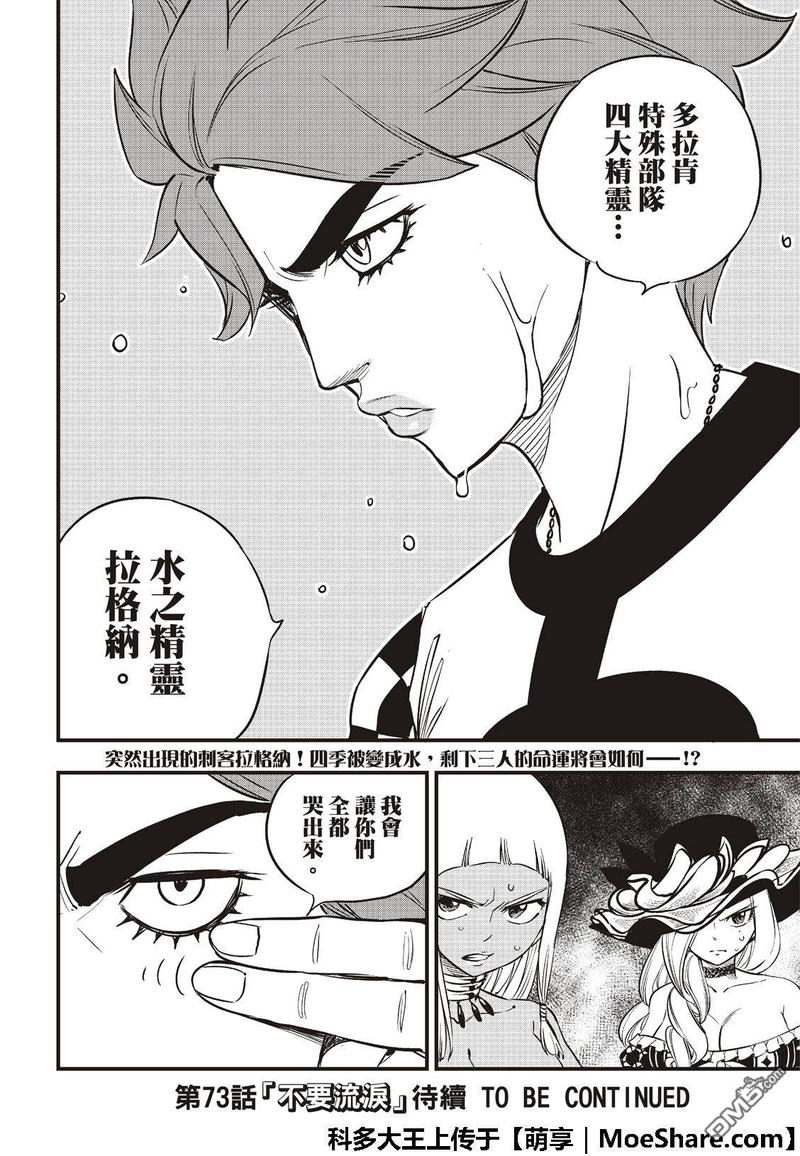 多拉肯
特殊部隊
四大精靈…
水之精靈
拉格納。
突然出現的刺客拉格納！四季被變成水，剩下三人的命運將會如何——!?
我會
讓你們
全都
哭出來。
第73話「不要流淚」待續 TO BE CONTINUED
科多大王上传于【萌享｜MoeShare.com】
DMB.COM